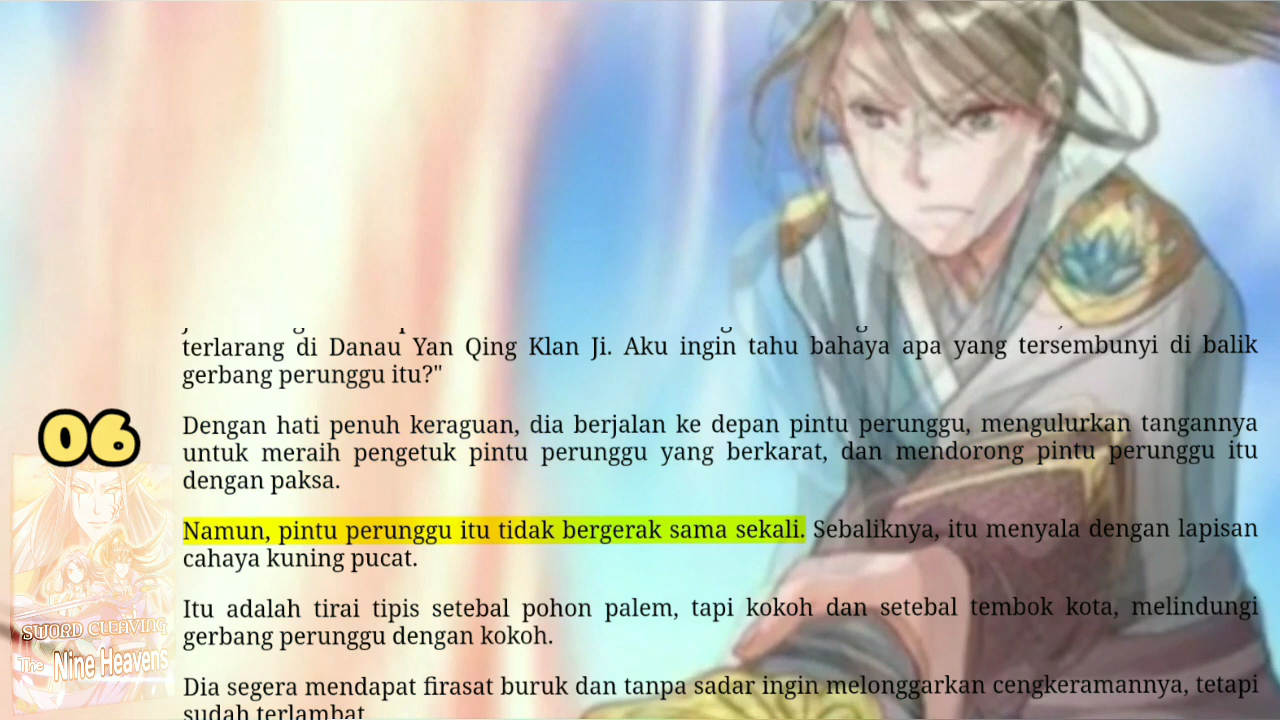 terlarang di Danau Yan Qing Klan Ji. Aku ingin tahu bahaya apa yang tersembunyi di balik
gerbang perunggu itu?"
06
Dengan hati penuh keraguan, dia berjalan ke depan pintu perunggu, mengulurkan tangannya
untuk meraih pengetuk pintu perunggu yang berkarat, dan mendorong pintu perunggu itu
dengan paksa.
Namun, pintu perunggu itu tidak bergerak sama sekali. Sebaliknya, itu menyala dengan lapisan
cahaya kuning pucat.
Itu adalah tirai tipis setebal pohon palem, tapi kokoh dan setebal tembok kota, melindungi
gerbang perunggu dengan kokoh.
SWORD CLEAVING
The Nine Heavens
Dia segera mendapat firasat buruk dan tanpa sadar ingin melonggarkan cengkeramannya, tetapi
sudah terlambat